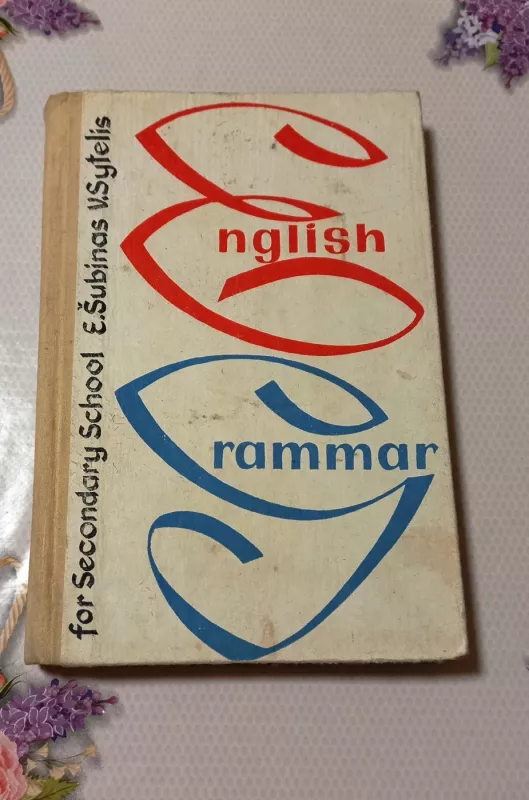 English
Grammar
for Secondary School E.Šubinas V.Sytelis